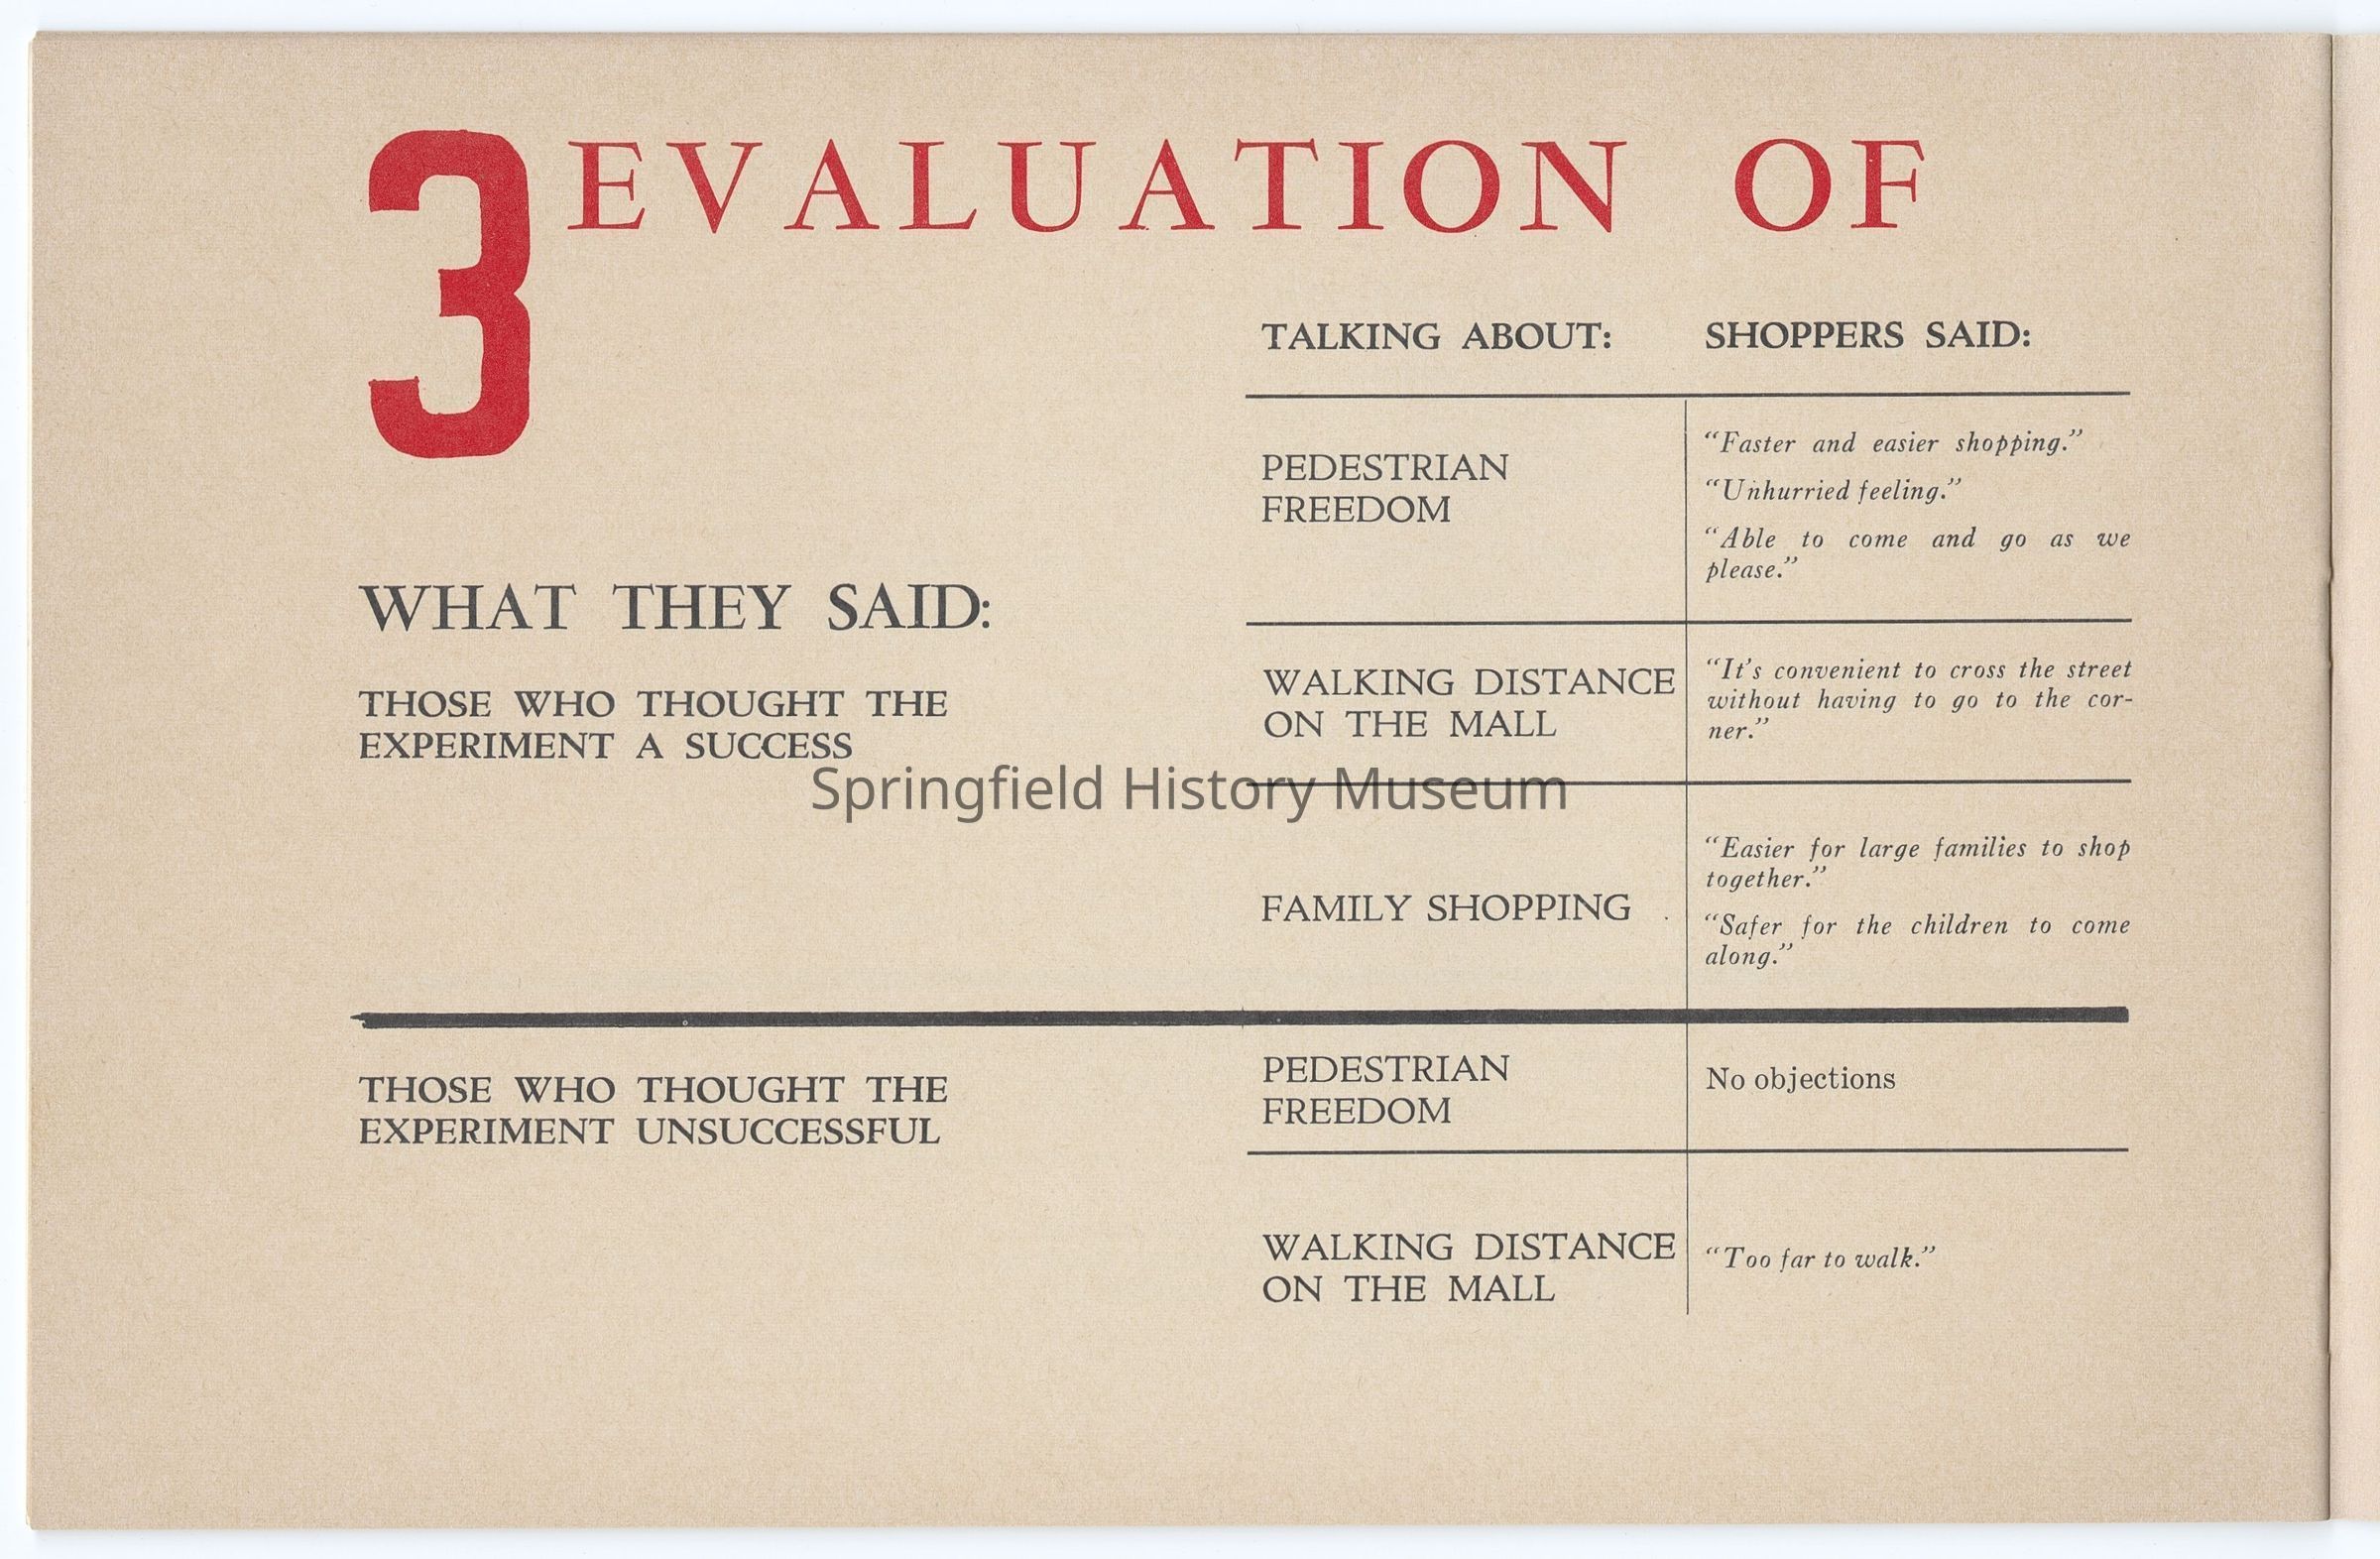 3 EVALUATION OF
TALKING ABOUT: SHOPPERS SAID:
WHAT THEY SAID:
THOSE WHO THOUGHT THE
EXPERIMENT A SUCCESS
PEDESTRIAN
FREEDOM
“Faster and easier shopping.”
“Unhurried feeling.”
“Able to come and go as we
please.”
WALKING DISTANCE
ON THE MALL
“It’s convenient to cross the street
without having to go to the cor-
ner.”
Springfield History Museum
FAMILY SHOPPING
“Easier for large families to shop
together.”
“Safer for the children to come
along.”
THOSE WHO THOUGHT THE
EXPERIMENT UNSUCCESSFUL
PEDESTRIAN
FREEDOM
No objections
WALKING DISTANCE
ON THE MALL
“Too far to walk.”